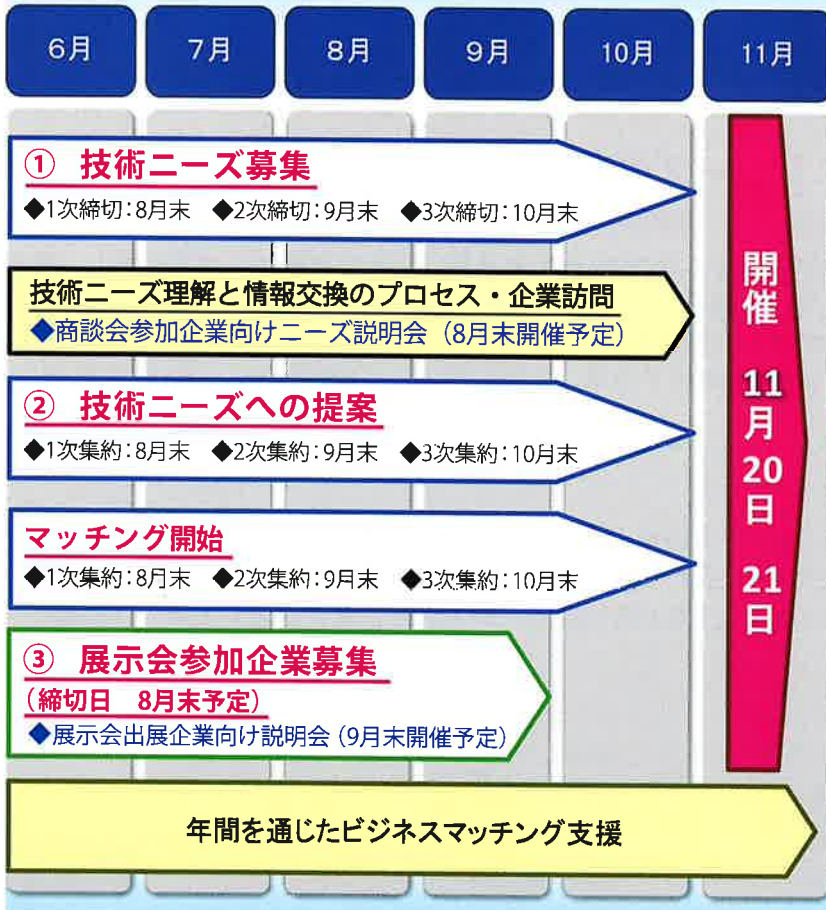 6月 7月 8月 9月 10月 11月
① 技術ニーズ募集
◆1次締切:8月末 ◆2次締切:9月末 ◆3次締切:10月末
技術ニーズ理解と情報交換のプロセス・企業訪問
◆商談会参加企業向けニーズ説明会(8月末開催予定)
② 技術ニーズへの提案
◆1次集約:8月末 ◆2次集約:9月末 ◆3次集約:10月末
マッチング開始
◆1次集約:8月末 ◆2次集約:9月末 ◆3次集約:10月末
③ 展示会参加企業募集
(締切日 8月末予定)
◆展示会出展企業向け説明会(9月末開催予定)
年間を通じたビジネスマッチング支援
開催 11月20日 21日